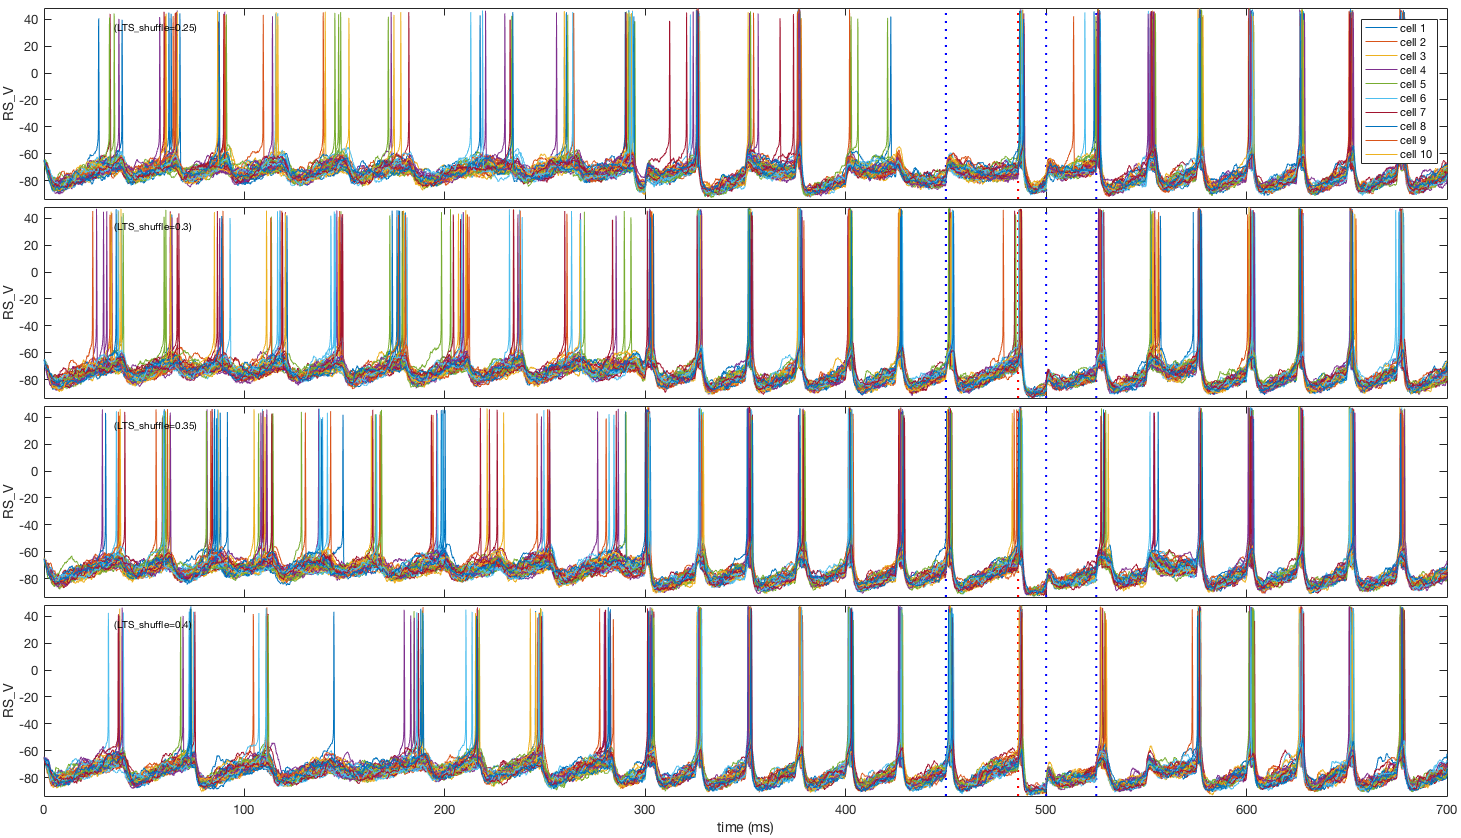 40
20
0
-20
-40
-60
-80
RS_V
(LTS_shuffle=0.25)
cell 1
cell 2
cell 3
cell 4
cell 5
cell 6
cell 7
cell 8
cell 9
cell 10
40
20
0
-20
-40
-60
-80
RS_V
(LTS_shuffle=0.3)
40
20
0
-20
-40
-60
-80
RS_V
(LTS_shuffle=0.35)
40
20
0
-20
-40
-60
-80
RS_V
(LTS_shuffle=0.4)
0 100 200 300 400 500 600 700
time (ms)